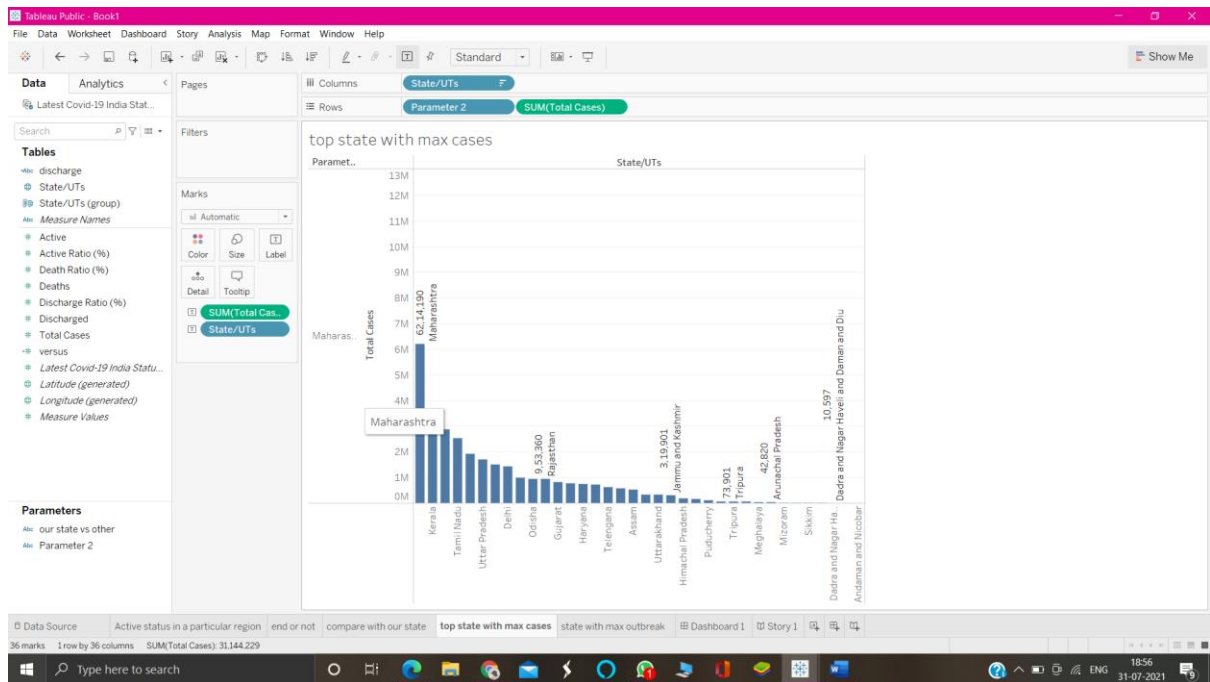 Tableau Public - Book1
File Data Worksheet Dashboard Story Analysis Map Format Window Help
Standard
Show Me
Data Analytics
Latest Covid-19 India Stat...
Search
Tables
Abc discharge
State/UTs
State/UTs (group)
Abc Measure Names
# Active
# Active Ratio (%)
# Death Ratio (%)
# Deaths
# Discharge Ratio (%)
# Discharged
# Total Cases
versus
# Latest Covid-19 India Statu...
Latitude (generated)
Longitude (generated)
# Measure Values
Parameters
Abc our state vs other
Abc Parameter 2
Pages
Filters
Marks
Automatic
Color Size Label
Detail Tooltip
SUM(Total Cas..
State/UTs
Columns State/UTs
Rows Parameter 2 SUM(Total Cases)
top state with max cases
Paramet.. State/UTs
Maharas..
Total Cases
13M
12M
11M
10M
9M
8M
7M
6M
5M
4M
2M
1M
0M
62,14,190
Maharashtra
Maharashtra
9,53,360
Rajasthan
3,19,901
Jammu and Kashmir
73,901
Tripura
42,820
Arunachal Pradesh
10,597
Dadra and Nagar Haveli and Daman and Diu
Kerala
Tamil Nadu
Uttar Pradesh
Delhi
Odisha
Gujarat
Haryana
Telengana
Assam
Uttarakhand
Himachal Pradesh
Puducherry
Tripura
Meghalaya
Mizoram
Sikkim
Dadra and Nagar Ha..
Andaman and Nicobar
Data Source Active status in a particular region end or not compare with our state top state with max cases state with max outbreak Dashboard 1 Story 1
36 marks 1 row by 36 columns SUM(Total Cases): 31,144,229
Type here to search
ENG
18:56
31-07-2021